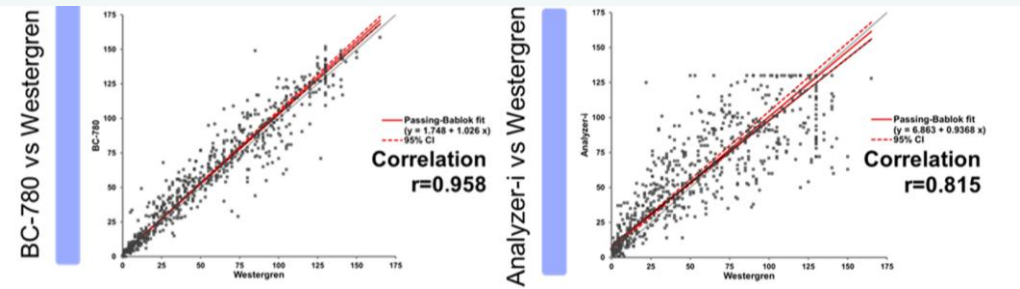 BC-780 vs Westergren
175
150
125
100
75
50
25
0
BC-780
0 25 50 75 100 125 150 175
Westergren
Passing-Bablok fit
(y = 1.748 + 1.026 x)
95% CI
Correlation
r=0.958
Analyzer-i vs Westergren
175
150
125
100
75
50
25
0
Analyzer-i
0 25 50 75 100 125 150 175
Westergren
Passing-Bablok fit
(y = 6.863 + 0.9368 x)
95% CI
Correlation
r=0.815